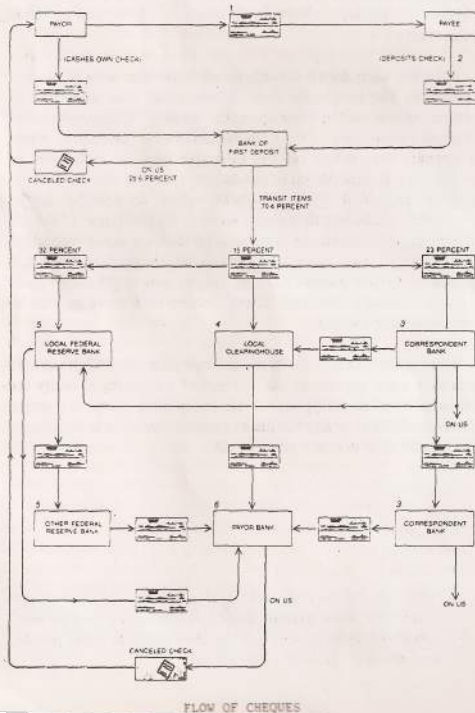 1
PAYOR
PAYEE
(CASHES OWN CHECK)
(DEPOSITS CHECK) 2
BANK OF
FIRST DEPOSIT
CANCELED CHECK
ON US
29.6 PERCENT
TRANSIT ITEMS
70.4 PERCENT
32 PERCENT
15 PERCENT
23 PERCENT
5
4
3
LOCAL FEDERAL
RESERVE BANK
LOCAL
CLEARINGHOUSE
CORRESPONDENT
BANK
ON US
5
6
3
OTHER FEDERAL
RESERVE BANK
PAYOR BANK
CORRESPONDENT
BANK
ON US
ON US
CANCELED CHECK
FLOW OF CHEQUES